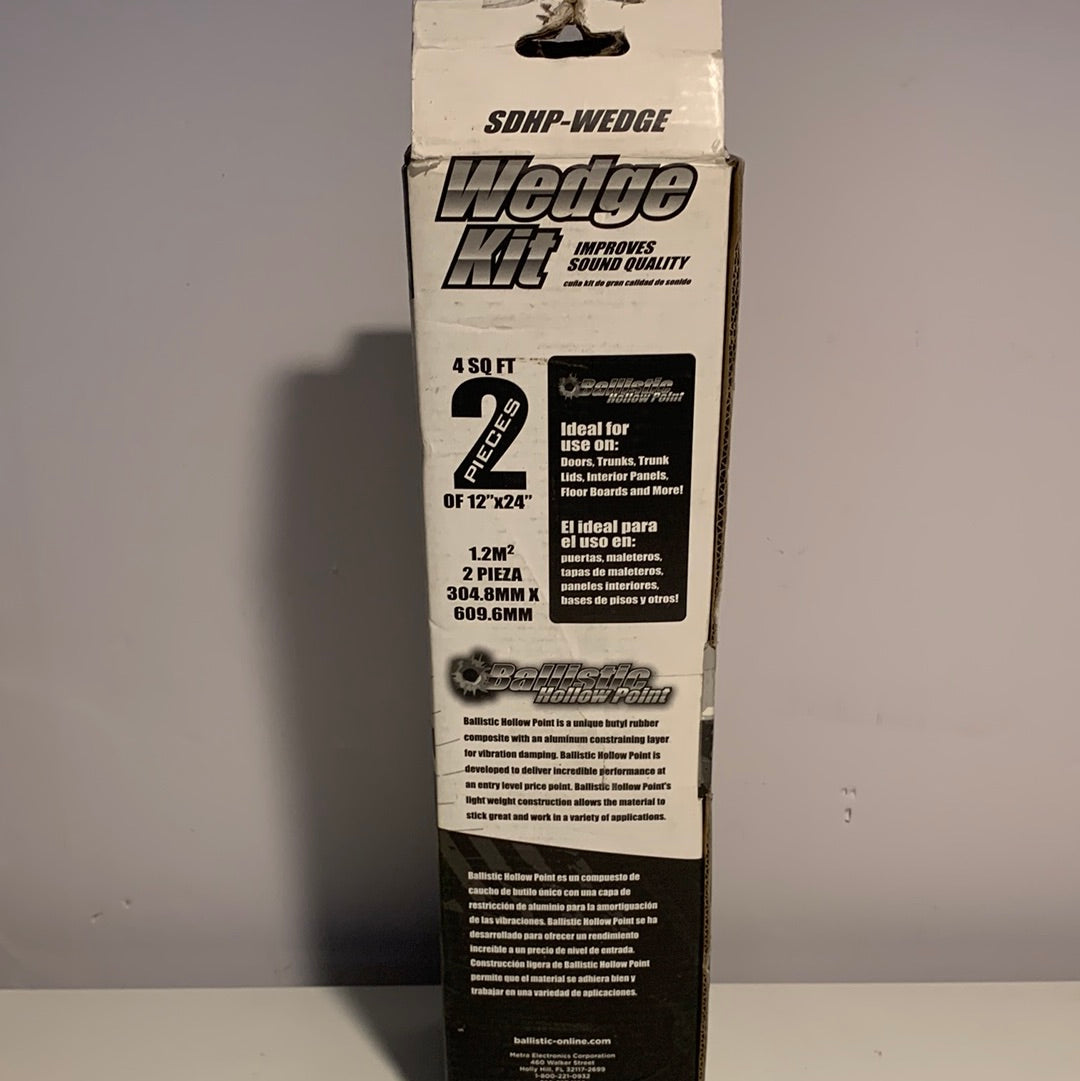 SDHP-WEDGE
Wedge
Kit
IMPROVES
SOUND QUALITY
cuña kit de gran calidad de sonido
4 SQ FT
2
PIECES
OF 12”x24”
1.2M²
2 PIEZA
304.8MM X
609.6MM
Ballistic
Hollow Point
Ideal for
use on:
Doors, Trunks, Trunk
Lids, Interior Panels,
Floor Boards and More!
El ideal para
el uso en:
puertas, maleteros,
tapas de maleteros,
paneles interiores,
bases de pisos y otros!
Ballistic
Hollow Point
Ballistic Hollow Point is a unique butyl rubber
composite with an aluminum constraining layer
for vibration damping. Ballistic Hollow Point is
developed to deliver incredible performance at
an entry level price point. Ballistic Hollow Point's
light weight construction allows the material to
stick great and work in a variety of applications.
Ballistic Hollow Point es un compuesto de
caucho de butilo único con una capa de
restricción de aluminio para la amortiguación
de las vibraciones. Ballistic Hollow Point se ha
desarrollado para ofrecer un rendimiento
increíble a un precio de nivel de entrada.
Construcción ligera de Ballistic Hollow Point
permite que el material se adhiera bien y
trabajar en una variedad de aplicaciones.
ballistic-online.com
Metra Electronics Corporation
460 Walker Street
Holly Hill, FL 32117-2699
1-800-221-0932